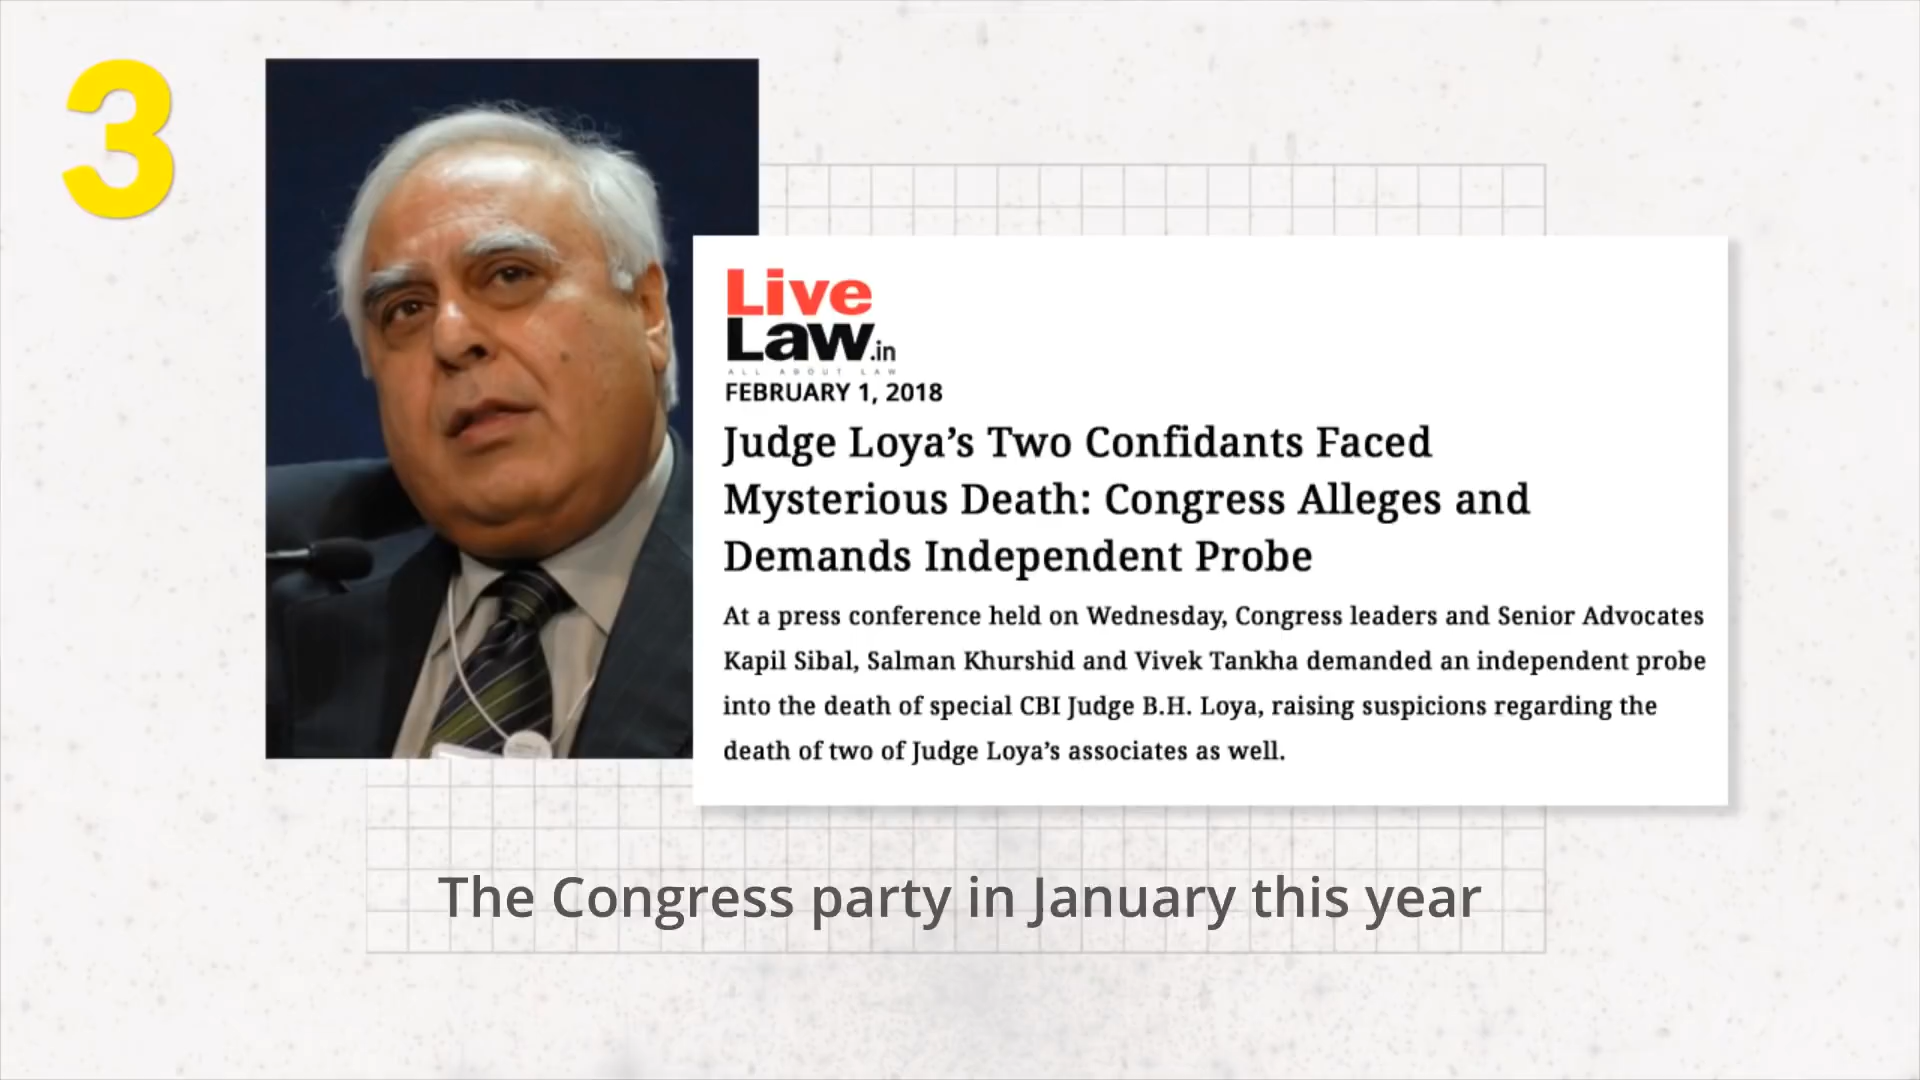 3
Live
Law.in
ALL ABOUT LAW
FEBRUARY 1, 2018
Judge Loya’s Two Confidants Faced
Mysterious Death: Congress Alleges and
Demands Independent Probe
At a press conference held on Wednesday, Congress leaders and Senior Advocates
Kapil Sibal, Salman Khurshid and Vivek Tankha demanded an independent probe
into the death of special CBI Judge B.H. Loya, raising suspicions regarding the
death of two of Judge Loya’s associates as well.
The Congress party in January this year